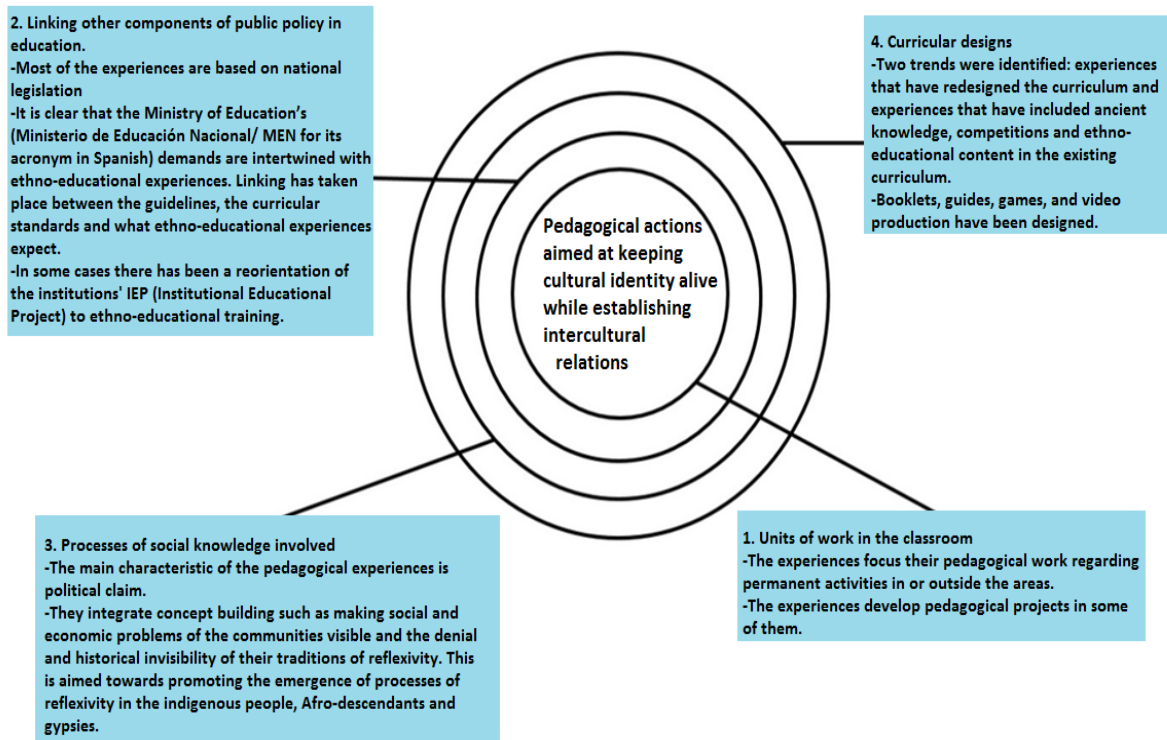 2. Linking other components of public policy in
education.
-Most of the experiences are based on national
legislation
-It is clear that the Ministry of Education’s
(Ministerio de Educación Nacional/ MEN for its
acronym in Spanish) demands are intertwined with
ethno-educational experiences. Linking has taken
place between the guidelines, the curricular
standards and what ethno-educational experiences
expect.
-In some cases there has been a reorientation of
the institutions' IEP (Institutional Educational
Project) to ethno-educational training.
4. Curricular designs
-Two trends were identified: experiences
that have redesigned the curriculum and
experiences that have included ancient
knowledge, competitions and ethno-
educational content in the existing
curriculum.
-Booklets, guides, games, and video
production have been designed.
Pedagogical actions
aimed at keeping
cultural identity alive
while establishing
intercultural
relations
3. Processes of social knowledge involved
-The main characteristic of the pedagogical experiences is
political claim.
-They integrate concept building such as making social and
economic problems of the communities visible and the denial
and historical invisibility of their traditions of reflexivity. This
is aimed towards promoting the emergence of processes of
reflexivity in the indigenous people, Afro-descendants and
gypsies.
1. Units of work in the classroom
-The experiences focus their pedagogical work regarding
permanent activities in or outside the areas.
-The experiences develop pedagogical projects in some
of them.